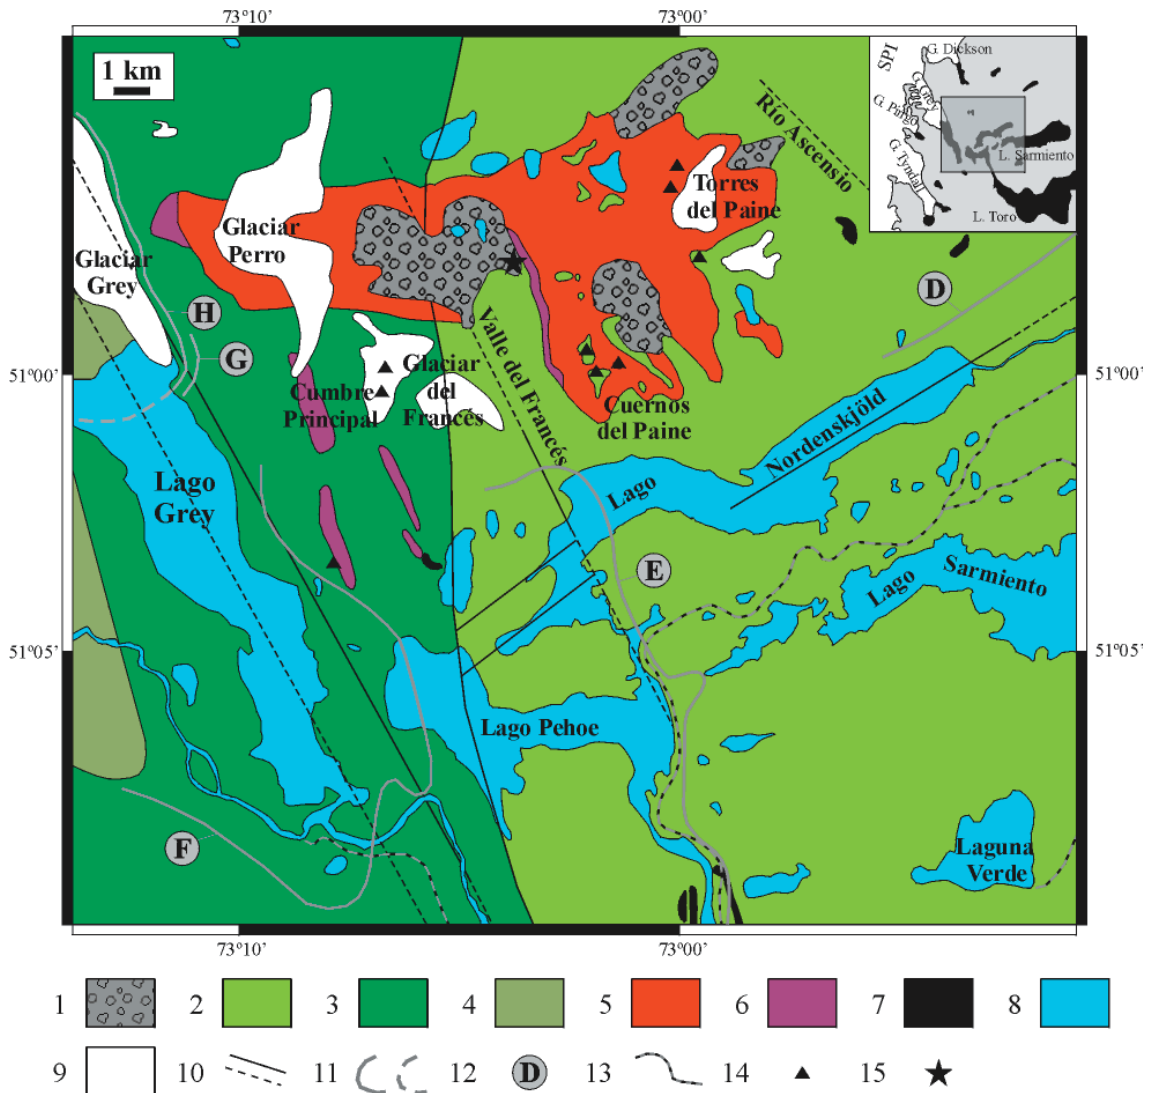 73°10'
73°00'
1 km
SPI
G. Dickson
G. Grey
G. Pingo
G. Tyndall
L. Sarmiento
L. Toro
Río Ascensio
Torres
del Paine
Glaciar
Perro
Glaciar
Grey
D
H
G
Valle del Francés
51°00'
51°00'
Glaciar
del
Francés
Cumbre
Principal
Cuernos
del Paine
Lago
Nordenskjöld
Lago
Grey
E
Lago
Sarmiento
51°05'
51°05'
Lago Pehoe
F
Laguna
Verde
73°10'
73°00'
1
2
3
4
5
6
7
8
9
10
11
12
D
13
14
15